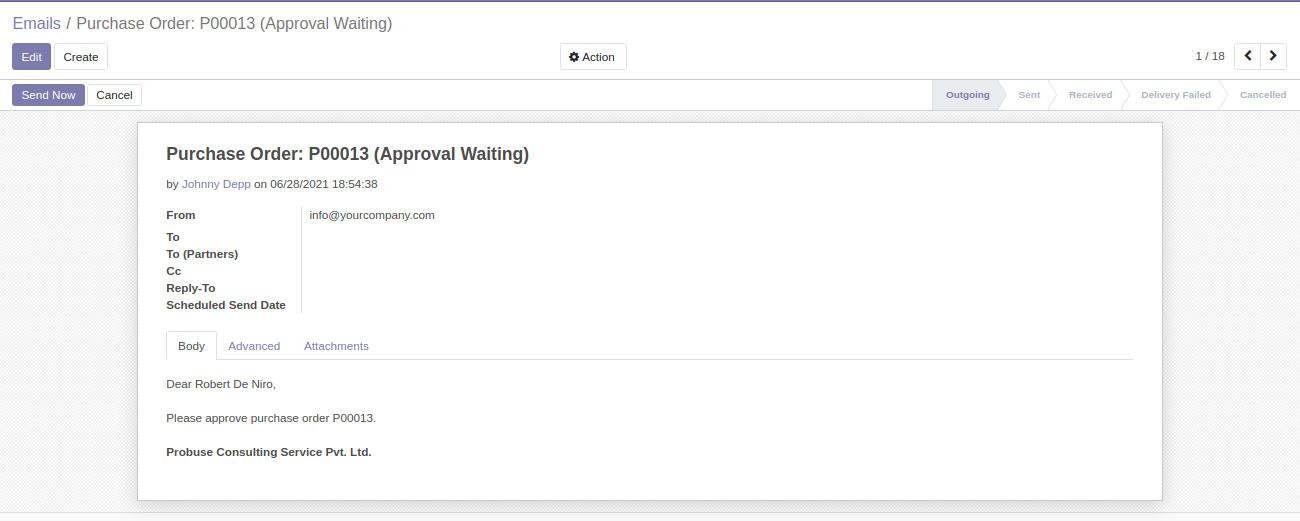 Emails / Purchase Order: P00013 (Approval Waiting)
Edit Create Action 1 / 18
Send Now Cancel Outgoing Sent Received Delivery Failed Cancelled
Purchase Order: P00013 (Approval Waiting)
by Johnny Depp on 06/28/2021 18:54:38
From info@yourcompany.com
To
To (Partners)
Cc
Reply-To
Scheduled Send Date
Body Advanced Attachments
Dear Robert De Niro,
Please approve purchase order P00013.
Probuse Consulting Service Pvt. Ltd.